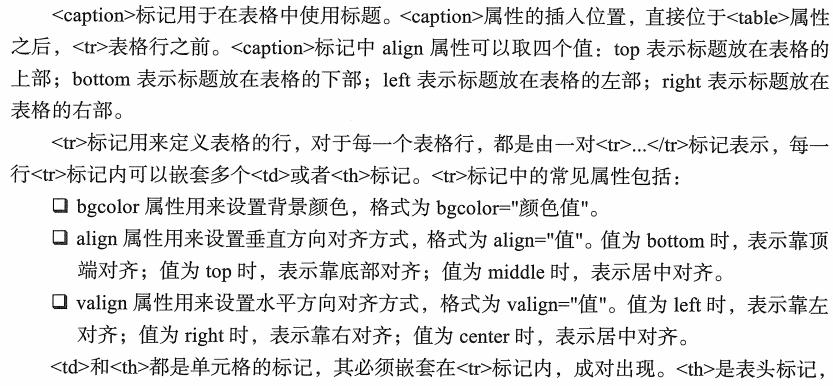 <caption>标记用于在表格中使用标题。<caption>属性的插入位置，直接位于<table>属性
之后，<tr>表格行之前。<caption>标记中 align 属性可以取四个值：top 表示标题放在表格的
上部；bottom 表示标题放在表格的下部；left 表示标题放在表格的左部；right 表示标题放在
表格的右部。
<tr>标记用来定义表格的行，对于每一个表格行，都是由一对<tr>...</tr>标记表示，每一
行<tr>标记内可以嵌套多个<td>或者<th>标记。<tr>标记中的常见属性包括：
❑ bgcolor 属性用来设置背景颜色，格式为 bgcolor="颜色值"。
❑ align 属性用来设置垂直方向对齐方式，格式为 align="值"。值为 bottom 时，表示靠顶
端对齐；值为 top 时，表示靠底部对齐；值为 middle 时，表示居中对齐。
❑ valign 属性用来设置水平方向对齐方式，格式为 valign="值"。值为 left 时，表示靠左
对齐；值为 right 时，表示靠右对齐；值为 center 时，表示居中对齐。
<td>和<th>都是单元格的标记，其必须嵌套在<tr>标记内，成对出现。<th>是表头标记，